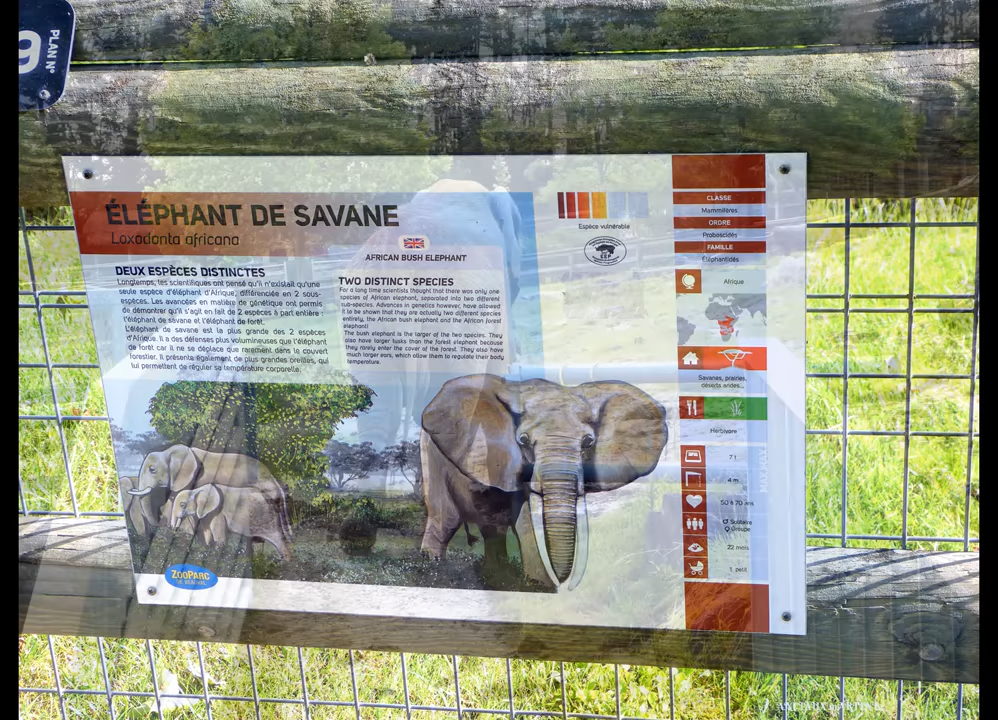 PLAN N°
9
ÉLÉPHANT DE SAVANE
Loxodonta africana
DEUX ESPÈCES DISTINCTES
Longtemps, les scientifiques ont pensé qu'il n'existait qu'une
seule espèce d'éléphant d'Afrique, différenciée en 2 sous-
espèces. Les avancées en matière de génétique ont permis
de démontrer qu'il s'agit en fait de 2 espèces à part entière :
l'éléphant de savane et l'éléphant de forêt.
L'éléphant de savane est la plus grande des 2 espèces
d'Afrique. Il a des défenses plus volumineuses que l'éléphant
de forêt car il ne se déplace que rarement dans le couvert
forestier. Il présente également de plus grandes oreilles, qui
lui permettent de réguler sa température corporelle.
AFRICAN BUSH ELEPHANT
TWO DISTINCT SPECIES
For a long time scientists thought that there was only one
species of African elephant, separated into two different
sub-species. Advances in genetics however, have allowed
it to be shown that they are actually two different species
entirely, the African bush elephant and the African forest
elephant!
The bush elephant is the larger of the two species. They
also have larger tusks than the forest elephant because
they rarely enter the cover of the forest. They also have
much larger ears, which allow them to regulate their body
temperature.
Espèce vulnérable
EEP
CLASSE
Mammifères
ORDRE
Proboscidés
FAMILLE
Éléphantidés
Afrique
Savanes, prairies,
déserts arides...
Herbivore
7 t
4 m
50 à 70 ans
♂ Solitaire
♀ Groupe
22 mois
1 petit
ZOOPARC
DE BEAUVAL